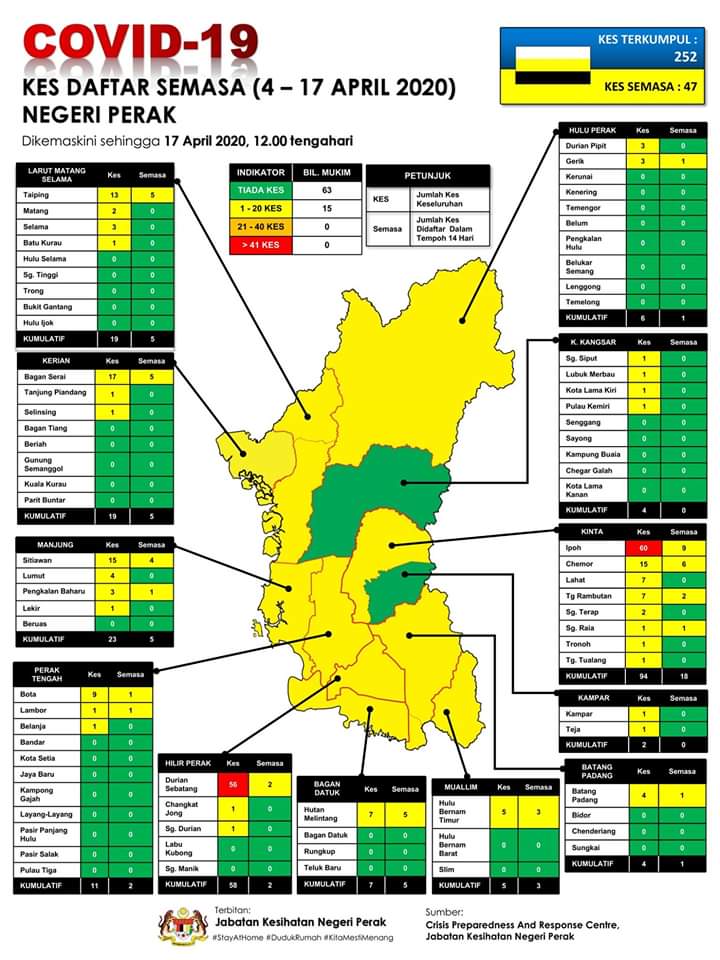 COVID-19
KES DAFTAR SEMASA (4 – 17 APRIL 2020)
NEGERI PERAK
Dikemaskini sehingga 17 April 2020, 12.00 tengahari
KES TERKUMPUL :
252
KES SEMASA : 47
LARUT MATANG SELAMA Kes Semasa
Taiping 13 5
Matang 2 0
Selama 3 0
Batu Kurau 1 0
Hulu Selama 0 0
Sg. Tinggi 0 0
Trong 0 0
Bukit Gantang 0 0
Hulu Ijok 0 0
KUMULATIF 19 5
INDIKATOR BIL. MUKIM
TIADA KES 63
1 - 20 KES 15
21 - 40 KES 0
> 41 KES 0
PETUNJUK
KES Jumlah Kes Keseluruhan
Semasa Jumlah Kes Didaftar Dalam Tempoh 14 Hari
HULU PERAK Kes Semasa
Durian Pipit 3 0
Gerik 3 1
Kerunai 0 0
Kenering 0 0
Temengor 0 0
Belum 0 0
Pengkalan Hulu 0 0
Belukar Semang 0 0
Lenggong 0 0
Temelong 0 0
KUMULATIF 6 1
KERIAN Kes Semasa
Bagan Serai 17 5
Tanjung Piandang 1 0
Selinsing 1 0
Bagan Tiang 0 0
Beriah 0 0
Gunung Semanggol 0 0
Kuala Kurau 0 0
Parit Buntar 0 0
KUMULATIF 19 5
K. KANGSAR Kes Semasa
Sg. Siput 1 0
Lubuk Merbau 1 0
Kota Lama Kiri 1 0
Pulau Kemiri 1 0
Senggang 0 0
Sayong 0 0
Kampung Buaia 0 0
Chegar Galah 0 0
Kota Lama Kanan 0 0
KUMULATIF 4 0
MANJUNG Kes Semasa
Sitiawan 15 4
Lumut 4 0
Pengkalan Baharu 3 1
Lekir 1 0
Beruas 0 0
KUMULATIF 23 5
KINTA Kes Semasa
Ipoh 60 9
Chemor 15 6
Lahat 7 0
Tg Rambutan 7 2
Sg. Terap 2 0
Sg. Raia 1 1
Tronoh 1 0
Tg. Tualang 1 0
KUMULATIF 94 18
PERAK TENGAH Kes Semasa
Bota 9 1
Lambor 1 1
Belanja 1 0
Bandar 0 0
Kota Setia 0 0
Jaya Baru 0 0
Kampong Gajah 0 0
Layang-Layang 0 0
Pasir Panjang Hulu 0 0
Pasir Salak 0 0
Pulau Tiga 0 0
KUMULATIF 11 2
KAMPAR Kes Semasa
Kampar 1 0
Teja 1 0
KUMULATIF 2 0
HILIR PERAK Kes Semasa
Durian Sebatang 56 2
Changkat Jong 1 0
Sg. Durian 1 0
Labu Kubong 0 0
Sg. Manik 0 0
KUMULATIF 58 2
BAGAN DATUK Kes Semasa
Hutan Melintang 7 5
Bagan Datuk 0 0
Rungkup 0 0
Teluk Baru 0 0
KUMULATIF 7 5
MUALLIM Kes Semasa
Hulu Bernam Timur 5 3
Hulu Bernam Barat 0 0
Slim 0 0
KUMULATIF 5 3
BATANG PADANG Kes Semasa
Batang Padang 4 1
Bidor 0 0
Chenderiang 0 0
Sungkai 0 0
KUMULATIF 4 1
Terbitan:
Jabatan Kesihatan Negeri Perak
#StayAtHome #DudukRumah #KitaMestiMenang
Sumber:
Crisis Preparedness And Response Centre,
Jabatan Kesihatan Negeri Perak